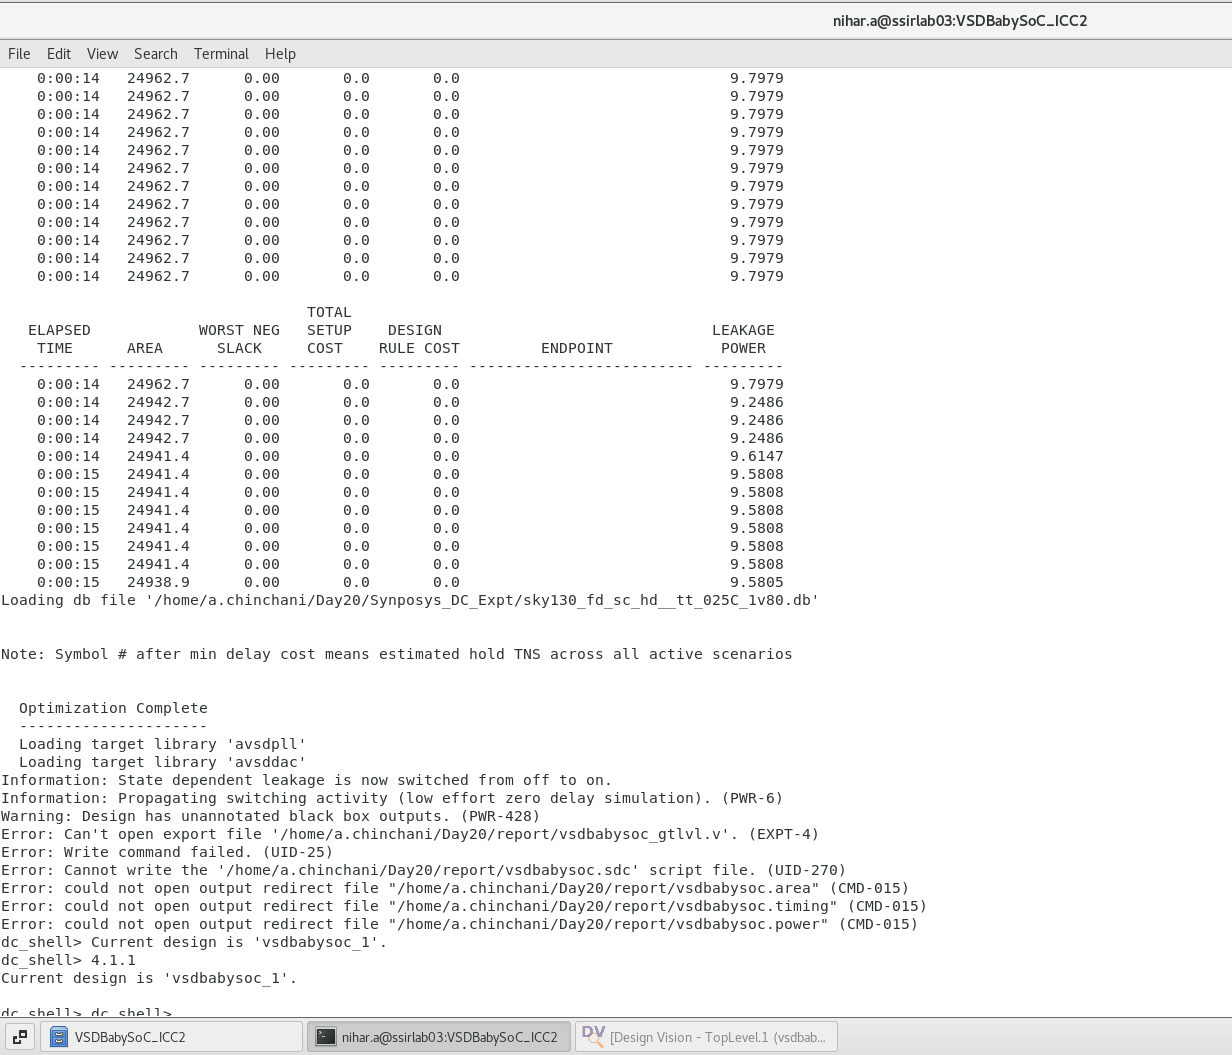 nihar.a@ssirlab03:VSDBabySoC_ICC2
File Edit View Search Terminal Help
0:00:14 24962.7 0.00 0.0 0.0 9.7979
0:00:14 24962.7 0.00 0.0 0.0 9.7979
0:00:14 24962.7 0.00 0.0 0.0 9.7979
0:00:14 24962.7 0.00 0.0 0.0 9.7979
0:00:14 24962.7 0.00 0.0 0.0 9.7979
0:00:14 24962.7 0.00 0.0 0.0 9.7979
0:00:14 24962.7 0.00 0.0 0.0 9.7979
0:00:14 24962.7 0.00 0.0 0.0 9.7979
0:00:14 24962.7 0.00 0.0 0.0 9.7979
0:00:14 24962.7 0.00 0.0 0.0 9.7979
0:00:14 24962.7 0.00 0.0 0.0 9.7979
0:00:14 24962.7 0.00 0.0 0.0 9.7979
TOTAL
ELAPSED WORST NEG SETUP DESIGN LEAKAGE
TIME AREA SLACK COST RULE COST ENDPOINT POWER
--------- --------- --------- --------- --------- ------------------------- ---------
0:00:14 24962.7 0.00 0.0 0.0 9.7979
0:00:14 24942.7 0.00 0.0 0.0 9.2486
0:00:14 24942.7 0.00 0.0 0.0 9.2486
0:00:14 24942.7 0.00 0.0 0.0 9.2486
0:00:14 24941.4 0.00 0.0 0.0 9.6147
0:00:15 24941.4 0.00 0.0 0.0 9.5808
0:00:15 24941.4 0.00 0.0 0.0 9.5808
0:00:15 24941.4 0.00 0.0 0.0 9.5808
0:00:15 24941.4 0.00 0.0 0.0 9.5808
0:00:15 24941.4 0.00 0.0 0.0 9.5808
0:00:15 24941.4 0.00 0.0 0.0 9.5808
0:00:15 24938.9 0.00 0.0 0.0 9.5805
Loading db file '/home/a.chinchani/Day20/Synposys_DC_Expt/sky130_fd_sc_hd__tt_025C_1v80.db'
Note: Symbol # after min delay cost means estimated hold TNS across all active scenarios
Optimization Complete
---------------------
Loading target library 'avsdpll'
Loading target library 'avsddac'
Information: State dependent leakage is now switched from off to on.
Information: Propagating switching activity (low effort zero delay simulation). (PWR-6)
Warning: Design has unannotated black box outputs. (PWR-428)
Error: Can't open export file '/home/a.chinchani/Day20/report/vsdbabysoc_gtlvl.v'. (EXPT-4)
Error: Write command failed. (UID-25)
Error: Cannot write the '/home/a.chinchani/Day20/report/vsdbabysoc.sdc' script file. (UID-270)
Error: could not open output redirect file "/home/a.chinchani/Day20/report/vsdbabysoc.area" (CMD-015)
Error: could not open output redirect file "/home/a.chinchani/Day20/report/vsdbabysoc.timing" (CMD-015)
Error: could not open output redirect file "/home/a.chinchani/Day20/report/vsdbabysoc.power" (CMD-015)
dc_shell> Current design is 'vsdbabysoc_1'.
dc_shell> 4.1.1
Current design is 'vsdbabysoc_1'.
dc_shell> dc_shell>
VSDBabySoC_ICC2 nihar.a@ssirlab03:VSDBabySoC_ICC2 DV [Design Vision - TopLevel.1 (vsdbab...